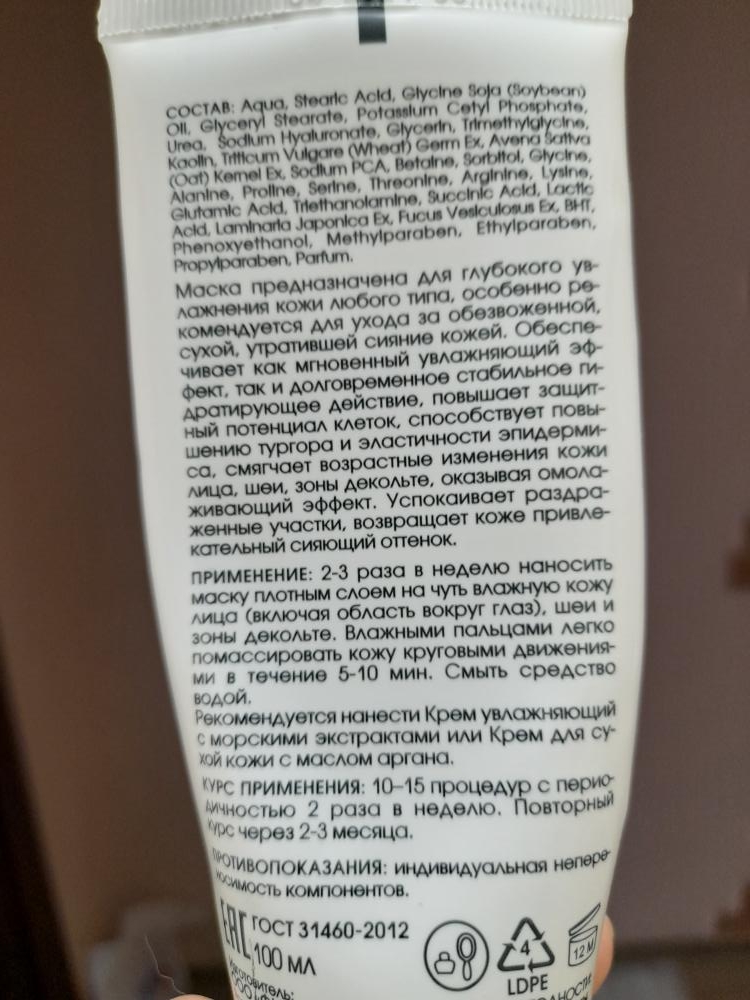 СОСТАВ: Aqua, Stearic Acid, Glycine Soja (Soybean)
Oil, Glyceryl Stearate, Potassium Cetyl Phosphate,
Urea, Sodium Hyaluronate, Glycerin, Trimethylglycine,
Kaolin, Triticum Vulgare (Wheat) Germ Ex, Avena Sativa
(Oat) Kernel Ex, Sodium PCA, Betaine, Sorbitol, Glycine,
Alanine, Proline, Serine, Threonine, Arginine, Lysine,
Glutamic Acid, Triethanolamine, Succinic Acid, Lactic
Acid, Laminaria Japonica Ex, Fucus Vesiculosus Ex, BHT,
Phenoxyethanol, Methylparaben, Ethylparaben,
Propylparaben, Parfum.
Маска предназначена для глубокого ув-
лажнения кожи любого типа, особенно ре-
комендуется для ухода за обезвоженной,
сухой, утратившей сияние кожей. Обеспе-
чивает как мгновенный увлажняющий эф-
фект, так и долговременное стабильное ги-
дратирующее действие, повышает защит-
ный потенциал клеток, способствует повы-
шению тургора и эластичности эпидерми-
са, смягчает возрастные изменения кожи
лица, шеи, зоны декольте, оказывая омола-
живающий эффект. Успокаивает раздра-
женные участки, возвращает коже привле-
кательный сияющий оттенок.
ПРИМЕНЕНИЕ: 2-3 раза в неделю наносить
маску плотным слоем на чуть влажную кожу
лица (включая область вокруг глаз), шеи и
зоны декольте. Влажными пальцами легко
помассировать кожу круговыми движения-
ми в течение 5-10 мин. Смыть средство
водой.
Рекомендуется нанести Крем увлажняющий
с морскими экстрактами или Крем для су-
хой кожи с маслом аргана.
КУРС ПРИМЕНЕНИЯ: 10–15 процедур с перио-
дичностью 2 раза в неделю. Повторный
курс через 2-3 месяца.
ПРОТИВОПОКАЗАНИЯ: индивидуальная непере-
носимость компонентов.
EAC ГОСТ 31460-2012
100 МЛ
4
LDPE
12 M
Изготовитель: